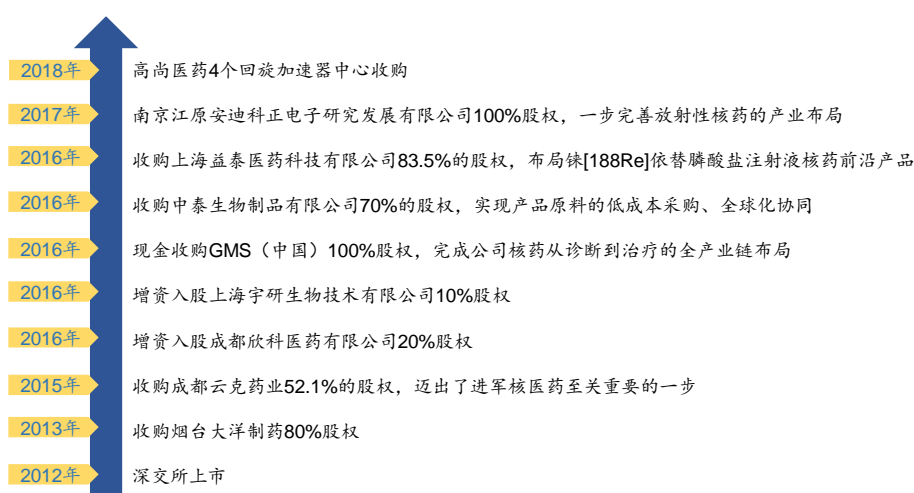 2018年 高尚医药4个回旋加速器中心收购
2017年 南京江原安迪科正电子研究发展有限公司100%股权，一步完善放射性核药的产业布局
2016年 收购上海益泰医药科技有限公司83.5%的股权，布局铼[188Re]依替膦酸盐注射液核药前沿产品
2016年 收购中泰生物制品有限公司70%的股权，实现产品原料的低成本采购、全球化协同
2016年 现金收购GMS（中国）100%股权，完成公司核药从诊断到治疗的全产业链布局
2016年 增资入股上海宇研生物技术有限公司10%股权
2016年 增资入股成都欣科医药有限公司20%股权
2015年 收购成都云克药业52.1%的股权，迈出了进军核医药至关重要的一步
2013年 收购烟台大洋制药80%股权
2012年 深交所上市